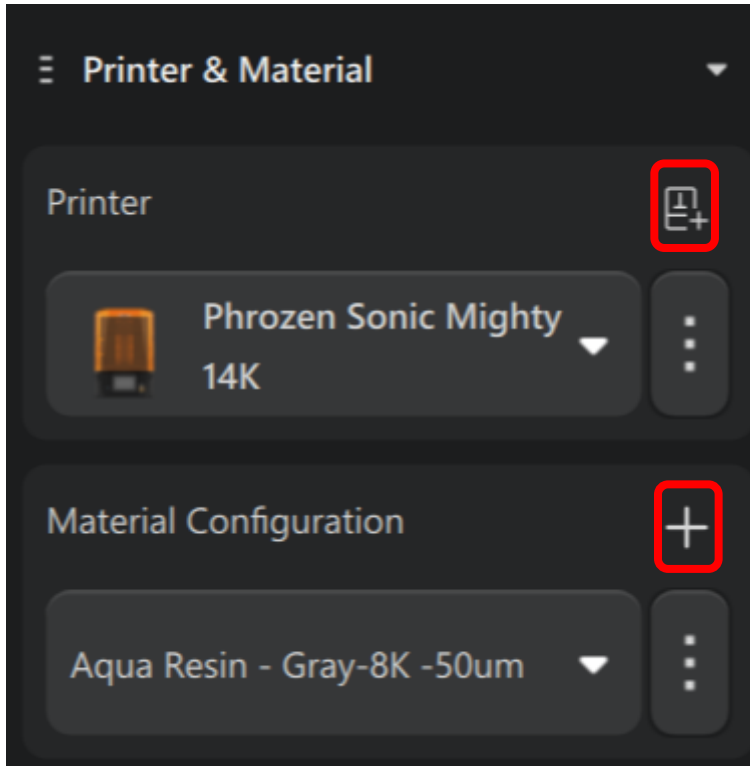 Printer & Material
Printer
Phrozen Sonic Mighty
14K
Material Configuration
Aqua Resin - Gray-8K -50um